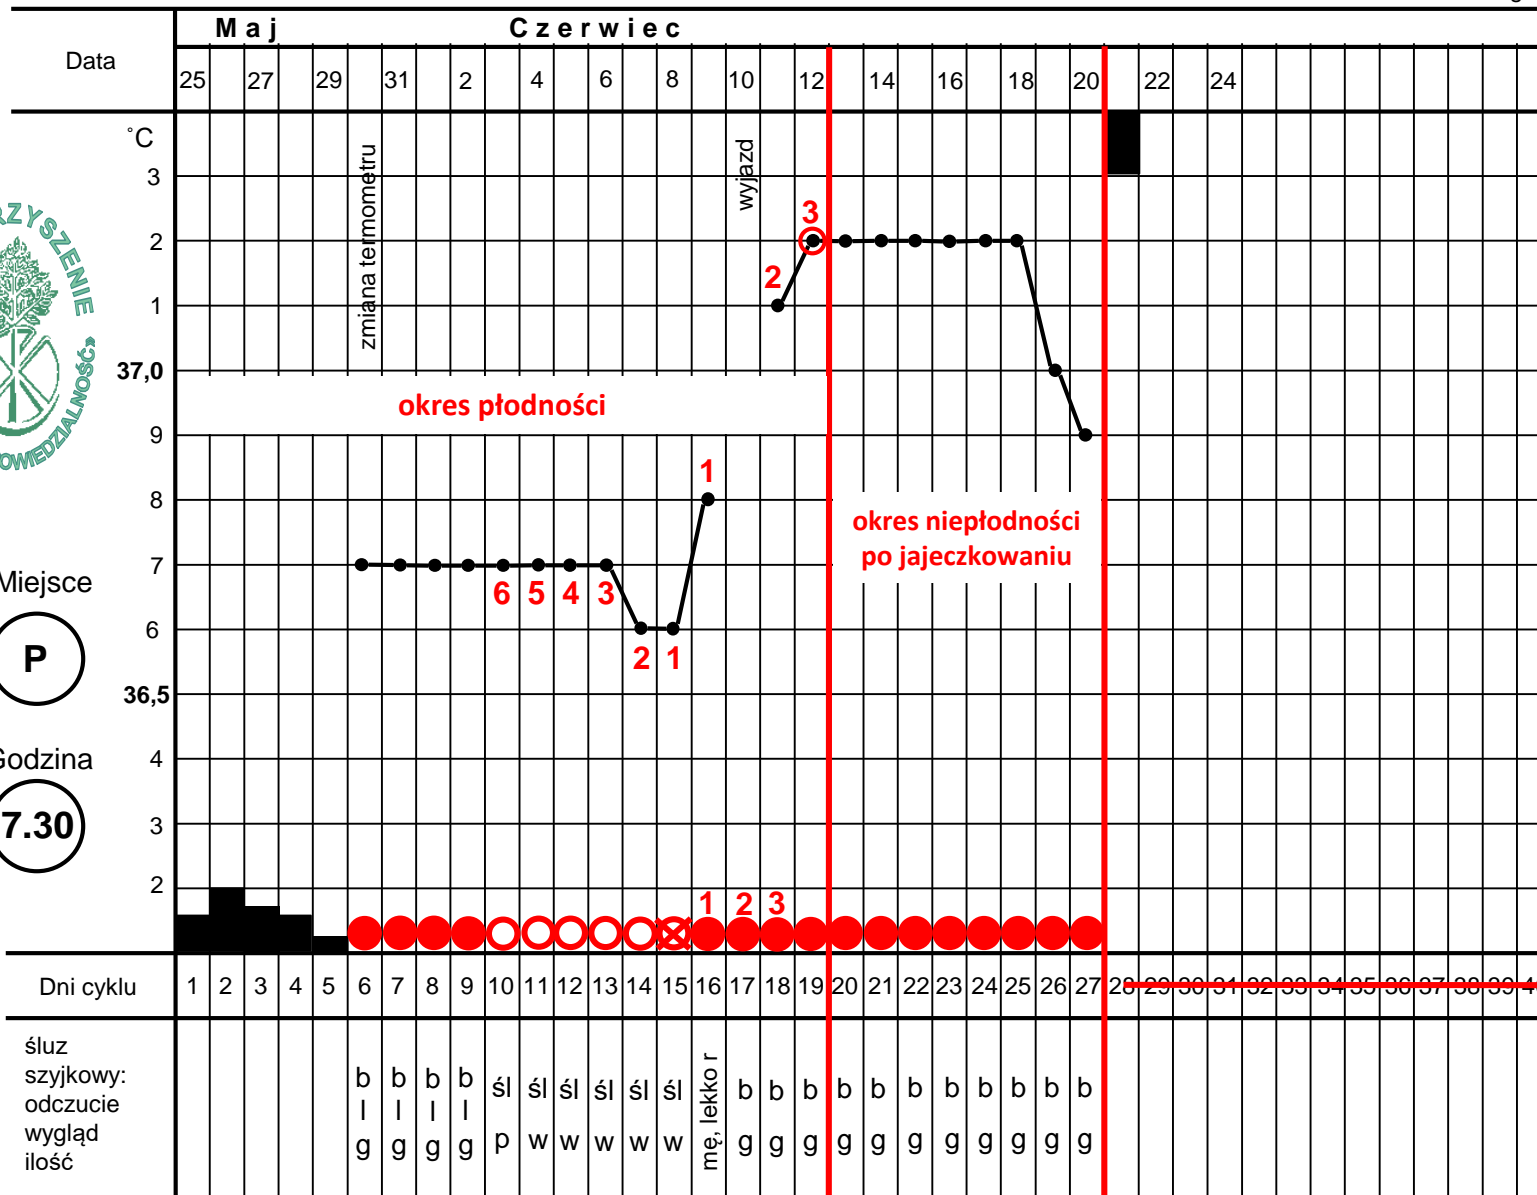 Maj Czerwiec
Data
25 27 29 31 2 4 6 8 10 12 14 16 18 20 22 24
°C
zmiana termometru
wyjazd
3
3
2
2
1
37,0
okres płodności
9
1
8
okres niepłodności
po jajeczkowaniu
7
6 5 4 3
Miejsce
6
P
2 1
36,5
Godzina
4
7.30
3
2
1 2 3
Dni cyklu 1 2 3 4 5 6 7 8 9 10 11 12 13 14 15 16 17 18 19 20 21 22 23 24 25 26 27 28 29 30 31 32 33 34 35 36 37 38 39
śluz
szyjkowy:
odczucie
wygląd
ilość
b b b b śl śl śl śl śl śl mę, lekko r b b b b b b b b b b b
l l l l
g g g g p w w w w w g g g g g g g g g g g